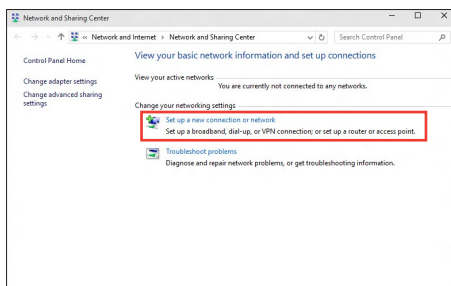 Network and Sharing Center
« Network and Internet › Network and Sharing Center
Search Control Panel
Control Panel Home
Change adapter settings
Change advanced sharing
settings
View your basic network information and set up connections
View your active networks
You are currently not connected to any networks.
Change your networking settings
Set up a new connection or network
Set up a broadband, dial-up, or VPN connection; or set up a router or access point.
Troubleshoot problems
Diagnose and repair network problems, or get troubleshooting information.